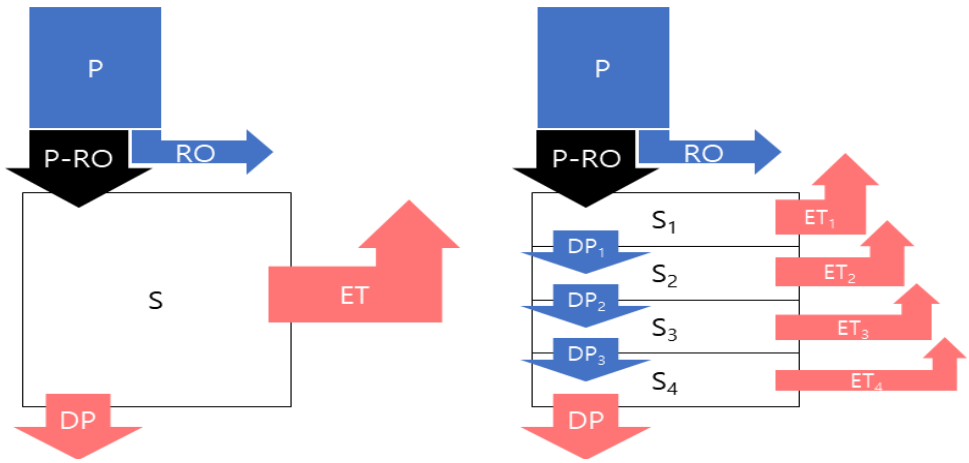 P
P-RO
RO
S
ET
DP
P
P-RO
RO
S₁
ET₁
DP₁
S₂
ET₂
DP₂
S₃
ET₃
DP₃
S₄
ET₄
DP